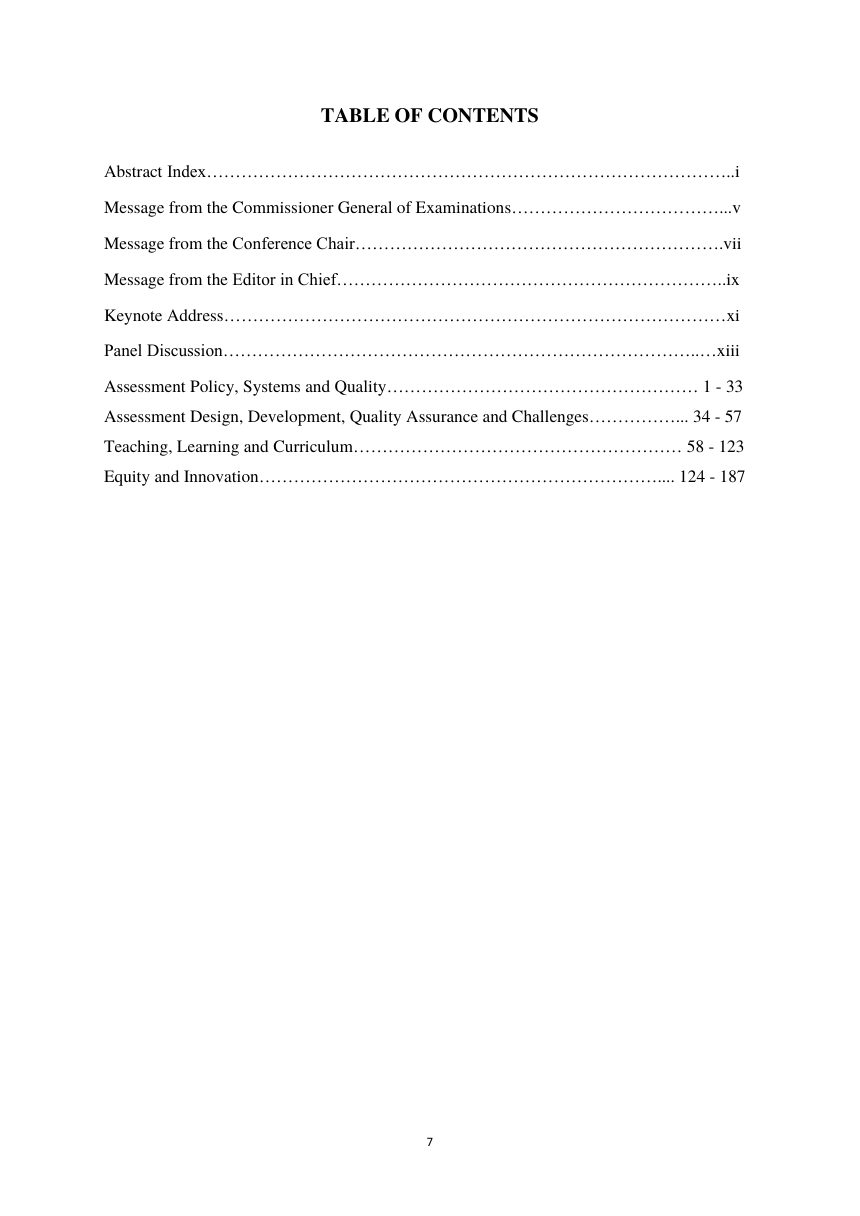 TABLE OF CONTENTS
Abstract Index………………………………………………………………………………..i
Message from the Commissioner General of Examinations………………………………...v
Message from the Conference Chair……………………………………………………….vii
Message from the Editor in Chief…………………………………………………………..ix
Keynote Address……………………………………………………………………………xi
Panel Discussion………………………………………………………………………..…xiii
Assessment Policy, Systems and Quality……………………………………………… 1 - 33
Assessment Design, Development, Quality Assurance and Challenges……………... 34 - 57
Teaching, Learning and Curriculum………………………………………………… 58 - 123
Equity and Innovation…………………………………………………………….... 124 - 187
7